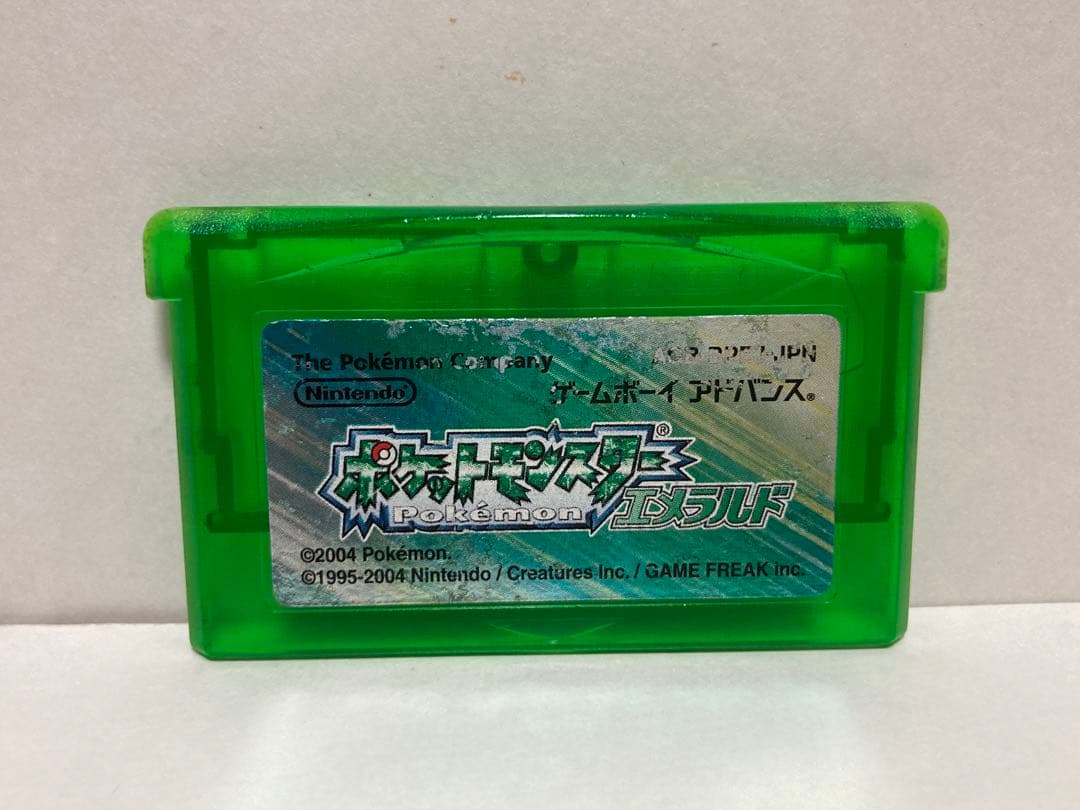 The Pokémon Company
Nintendo
ゲームボーイ アドバンス®
ポケットモンスター®
Pokémon
エメラルド
©2004 Pokémon.
©1995-2004 Nintendo / Creatures Inc. / GAME FREAK inc.